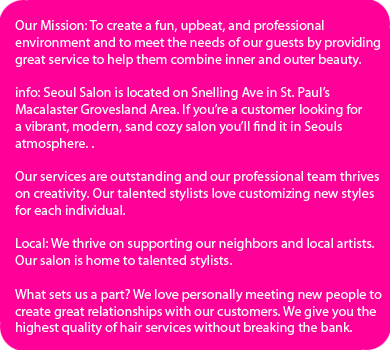 Our Mission: To create a fun, upbeat, and professional
environment and to meet the needs of our guests by providing
great service to help them combine inner and outer beauty.
info: Seoul Salon is located on Snelling Ave in St. Paul's
Macalaster Grovesland Area. If you're a customer looking for
a vibrant, modern, sand cozy salon you'll find it in Seouls
atmosphere. .
Our services are outstanding and our professional team thrives
on creativity. Our talented stylists love customizing new styles
for each individual.
Local: We thrive on supporting our neighbors and local artists.
Our salon is home to talented stylists.
What sets us a part? We love personally meeting new people to
create great relationships with our customers. We give you the
highest quality of hair services without breaking the bank.